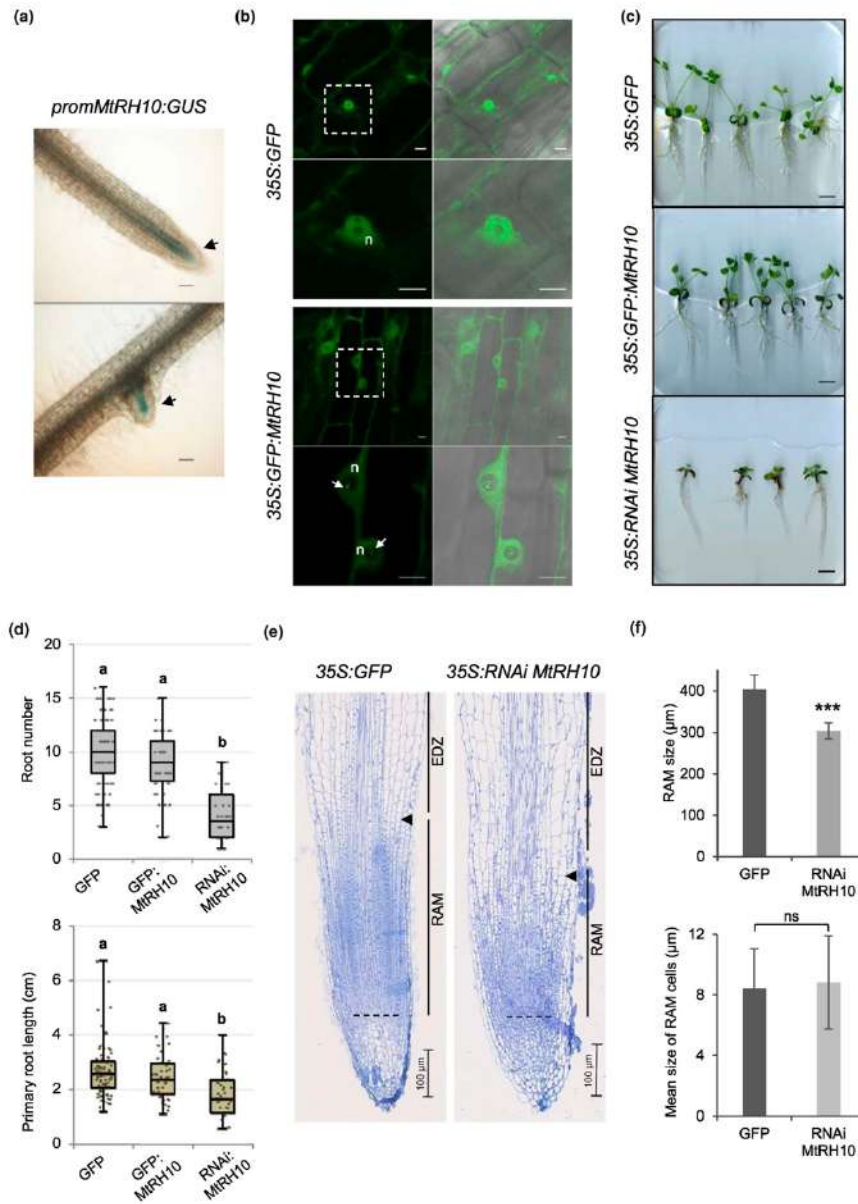 (a)
promMtRH10:GUS
(b)
35S:GFP
n
35S:GFP:MtRH10
n
n
(c)
35S:GFP
35S:GFP:MtRH10
35S:RNAi MtRH10
(d)
Root number
20
15
10
5
0
a
a
b
GFP
GFP:
MtRH10
RNAi:
MtRH10
Primary root length (cm)
8
6
4
2
0
a
a
b
GFP
GFP:
MtRH10
RNAi:
MtRH10
(e)
35S:GFP
EDZ
RAM
100 µm
35S:RNAi MtRH10
EDZ
RAM
100 µm
(f)
RAM size (µm)
400
300
200
100
0
***
GFP
RNAi
MtRH10
Mean size of RAM cells (µm)
12
8
4
0
ns
GFP
RNAi
MtRH10